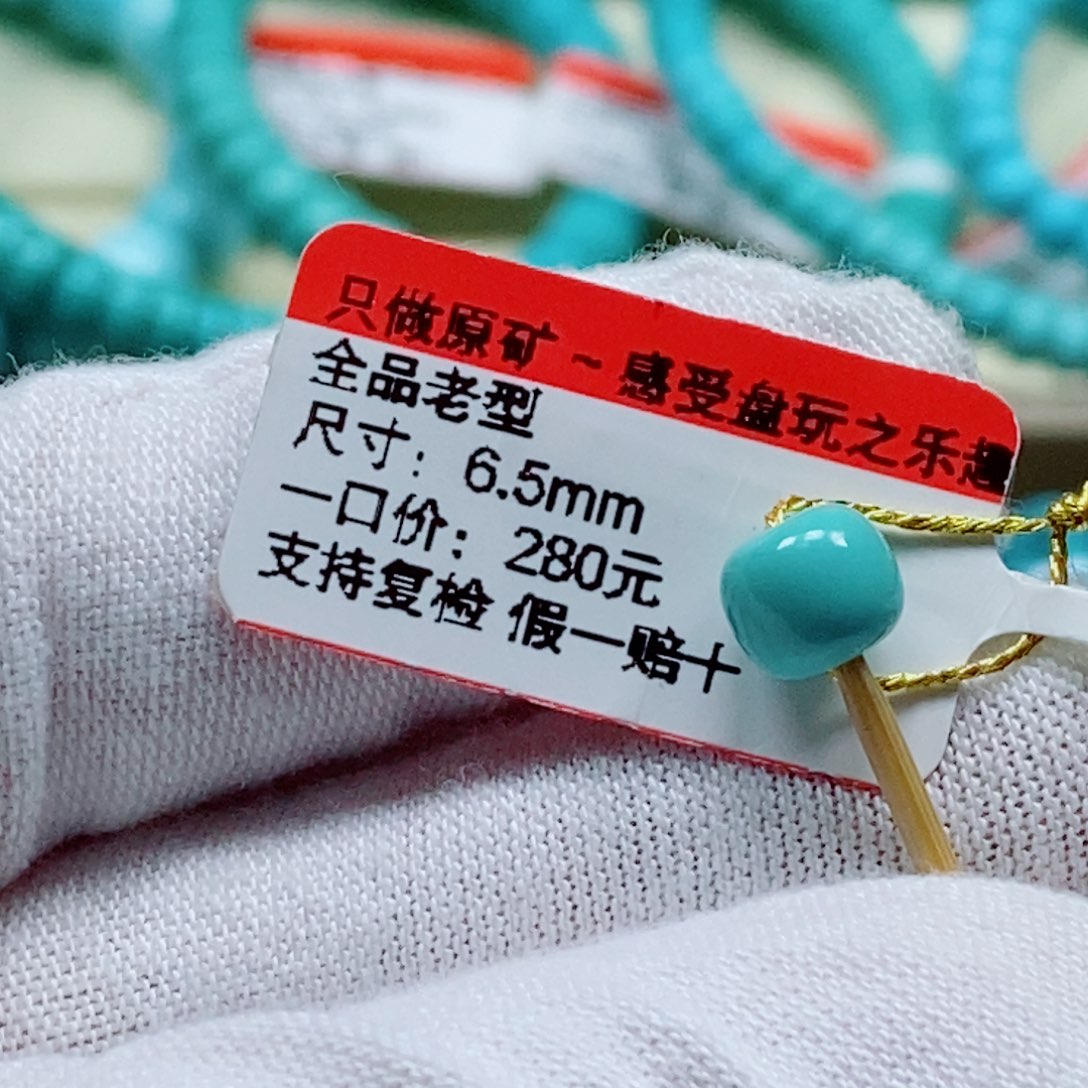 只做原矿~感受盘玩之乐趣
全品老型
尺寸：6.5mm
一口价：280元
支持复检 假一赔十